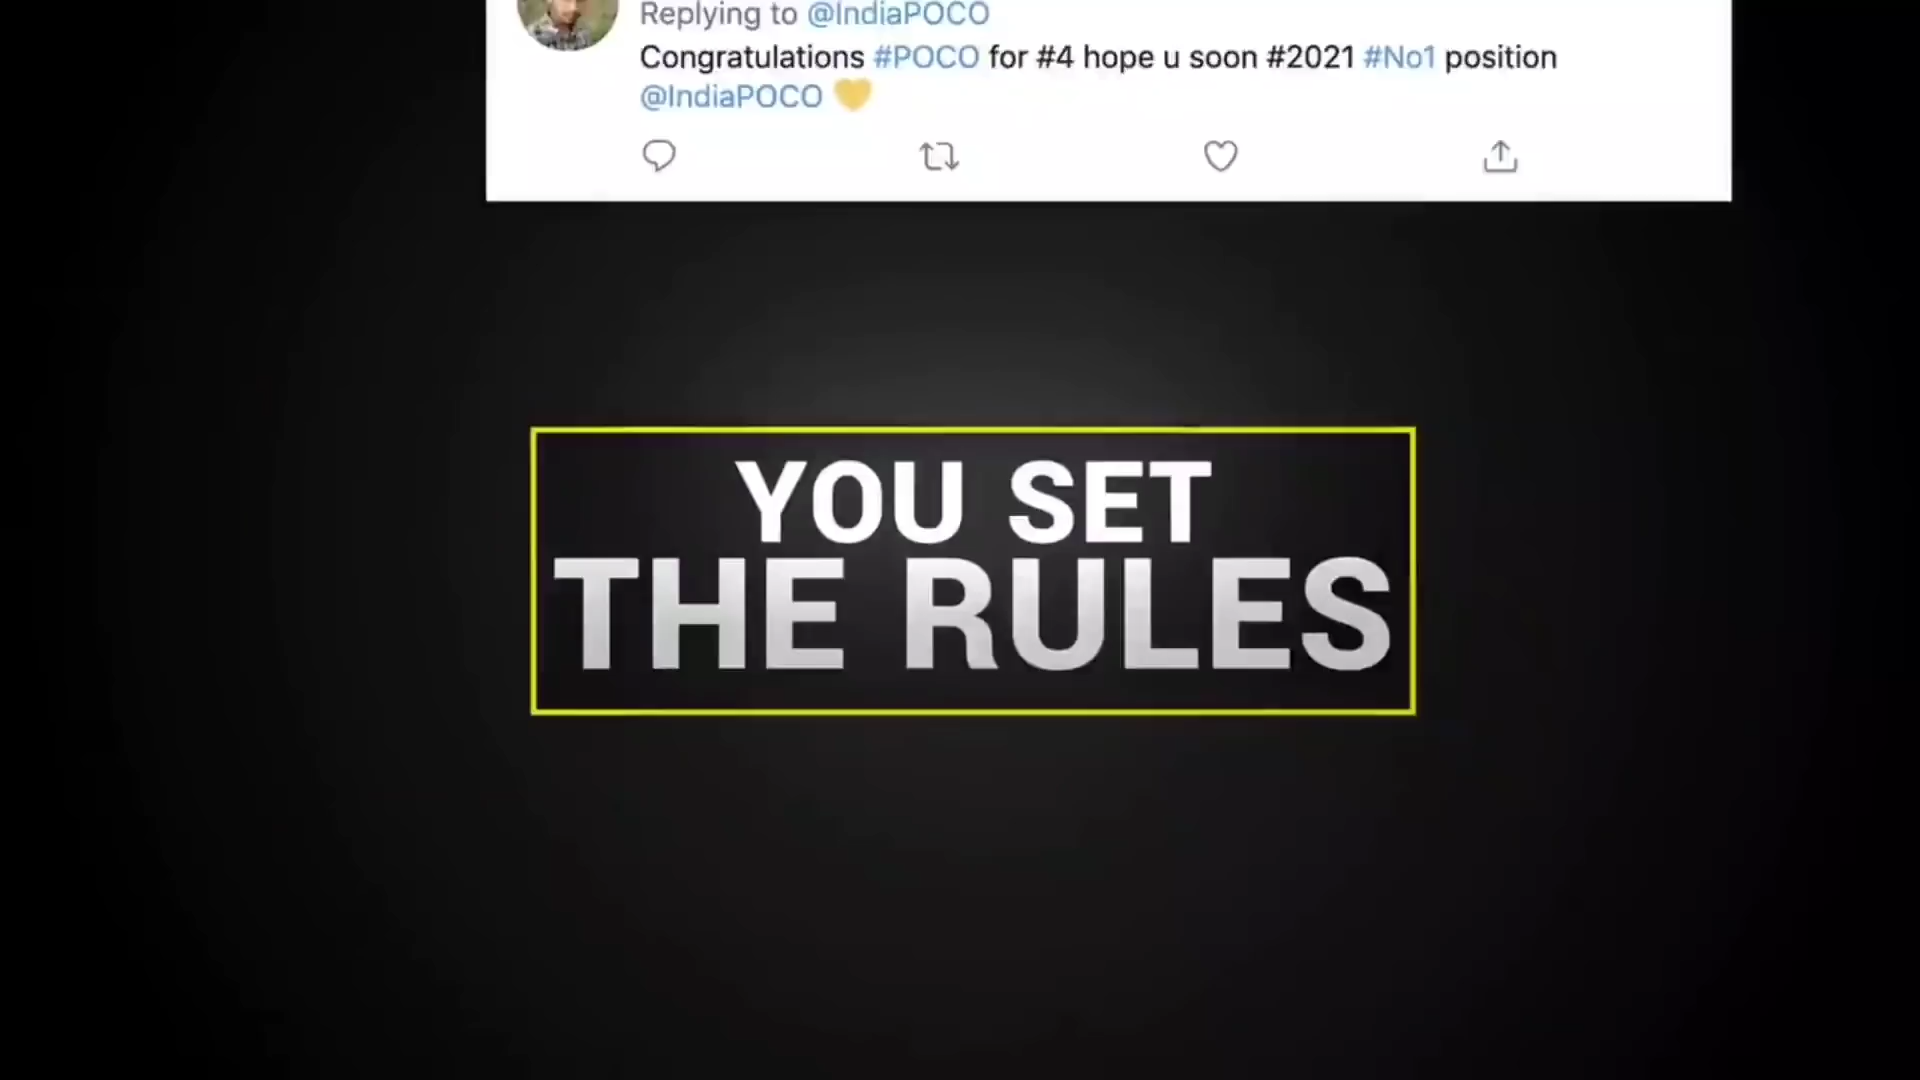 Replying to @IndiaPOCO
Congratulations #POCO for #4 hope u soon #2021 #No1 position
@IndiaPOCO 💛
YOU SET
THE RULES